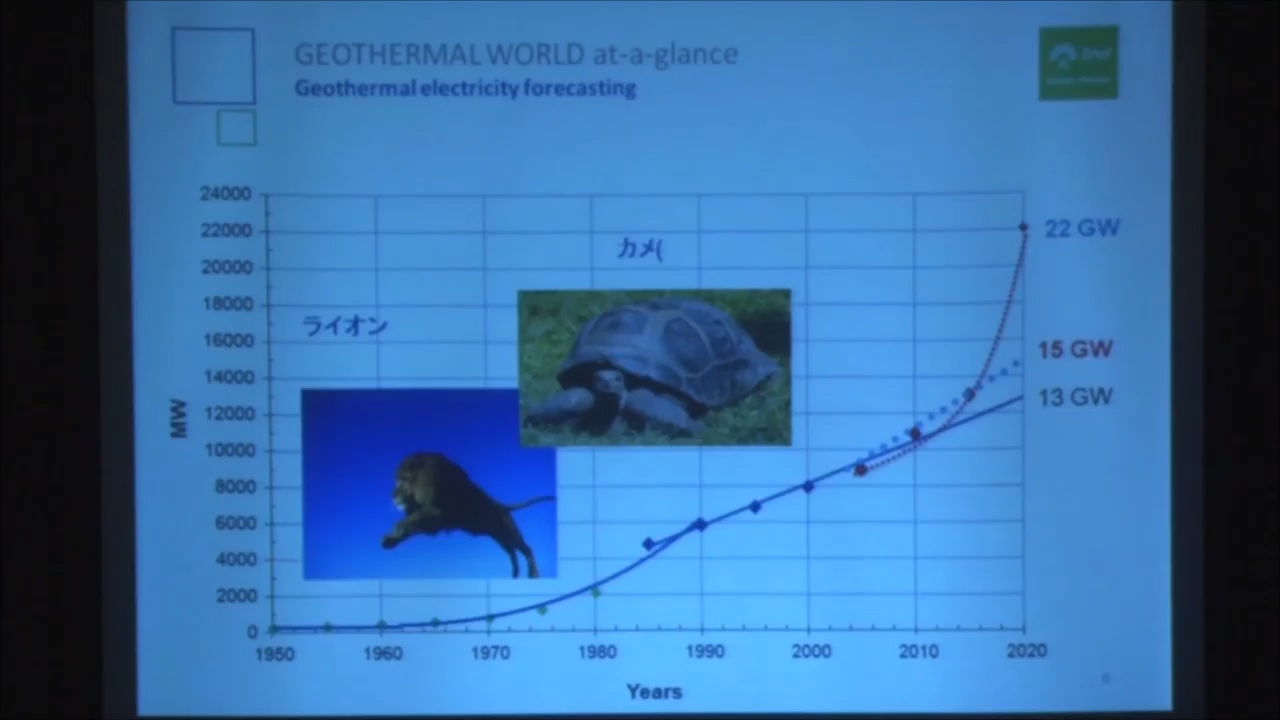 GEOTHERMAL WORLD at-a-glance
Geothermal electricity forecasting
24000
22000
20000
18000
16000
14000
12000
10000
8000
6000
4000
2000
0
MW
ライオン
カメ(
22 GW
15 GW
13 GW
1950 1960 1970 1980 1990 2000 2010 2020
Years